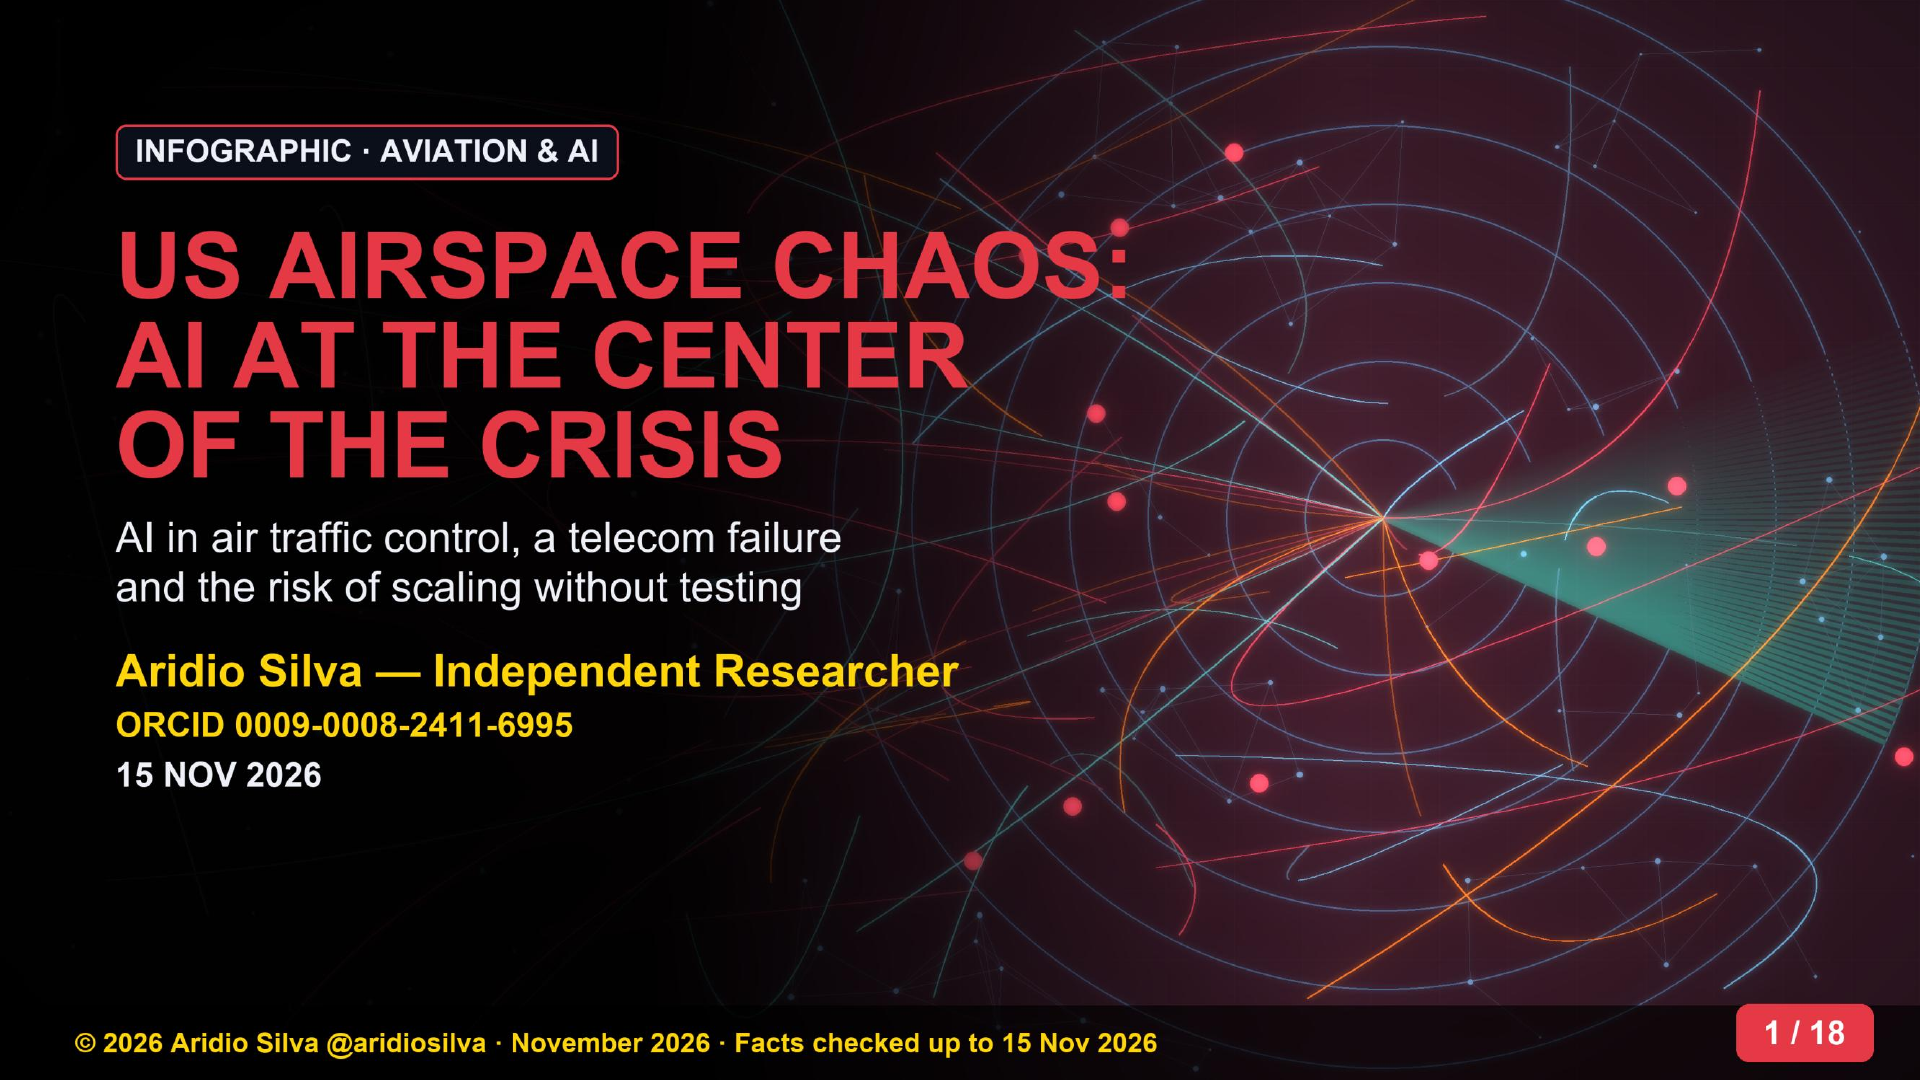 INFOGRAPHIC · AVIATION & AI
US AIRSPACE CHAOS:
AI AT THE CENTER
OF THE CRISIS
AI in air traffic control, a telecom failure
and the risk of scaling without testing
Aridio Silva — Independent Researcher
ORCID 0009-0008-2411-6995
15 NOV 2026
© 2026 Aridio Silva @aridiosilva · November 2026 · Facts checked up to 15 Nov 2026
1 / 18